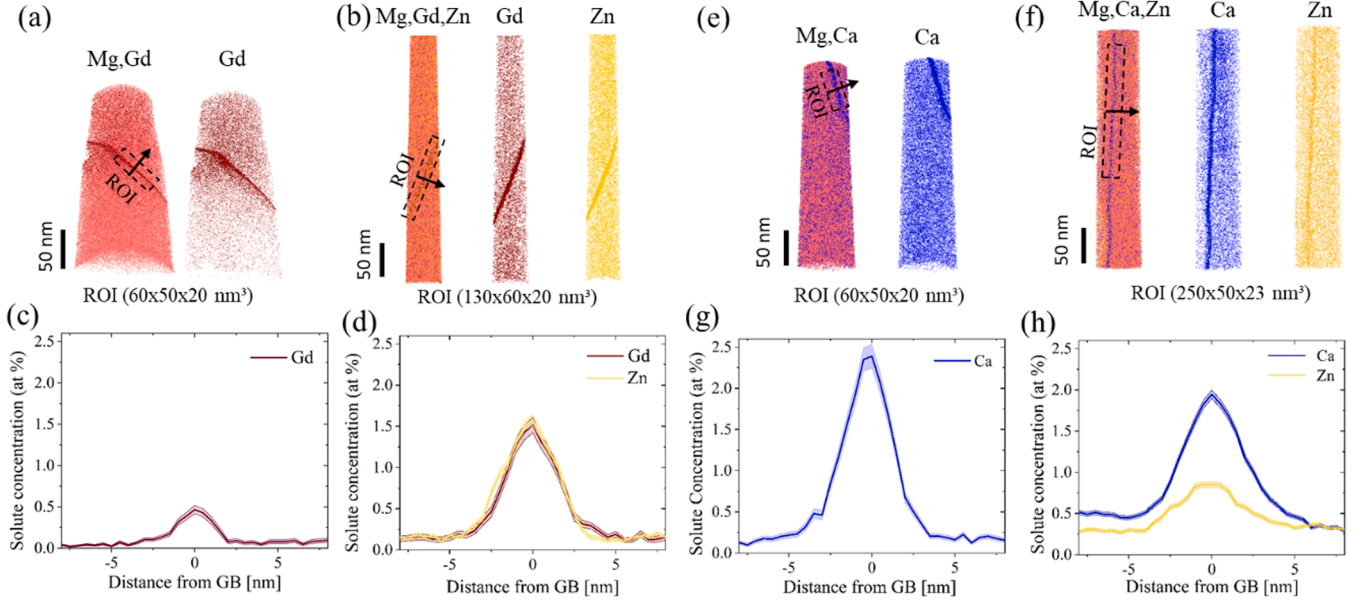 (a)
Mg,Gd
Gd
ROI
50 nm
ROI (60x50x20 nm³)
(b)
Mg,Gd,Zn
Gd
Zn
ROI
50 nm
ROI (130x60x20 nm³)
(e)
Mg,Ca
Ca
ROI
50 nm
ROI (60x50x20 nm³)
(f)
Mg,Ca,Zn
Ca
Zn
ROI
50 nm
ROI (250x50x23 nm³)
(c)
Solute concentration (at %)
2.5
2.0
1.5
1.0
0.5
0.0
Gd
-5
0
5
Distance from GB [nm]
(d)
Solute concentration (at %)
2.5
2.0
1.5
1.0
0.5
0.0
Gd
Zn
-5
0
5
Distance from GB [nm]
(g)
Solute Concentration (at %)
2.5
2.0
1.5
1.0
0.5
0.0
Ca
-5
0
5
Distance from GB [nm]
(h)
Solute concentration (at %)
2.5
2.0
1.5
1.0
0.5
0.0
Ca
Zn
-5
0
5
Distance from GB [nm]